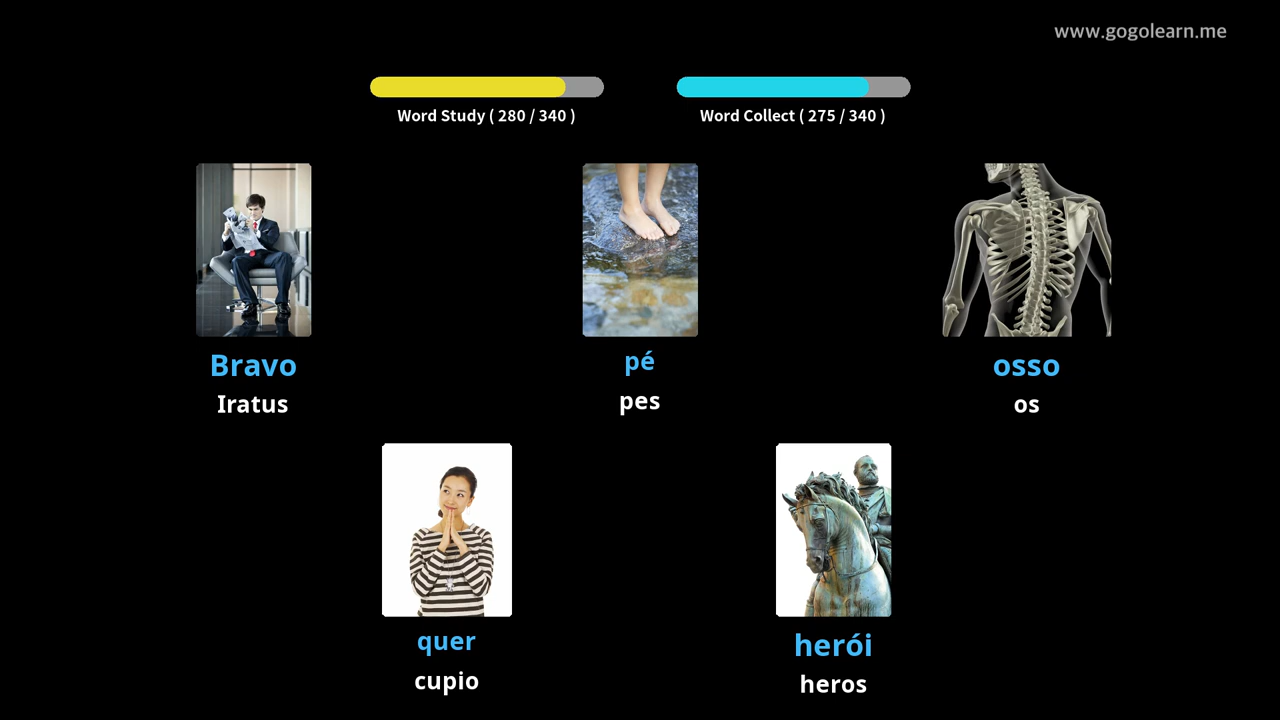 www.gogolearn.me
Word Study ( 280 / 340 )
Word Collect ( 275 / 340 )
Bravo
Iratus
pé
pes
osso
os
quer
cupio
herói
heros